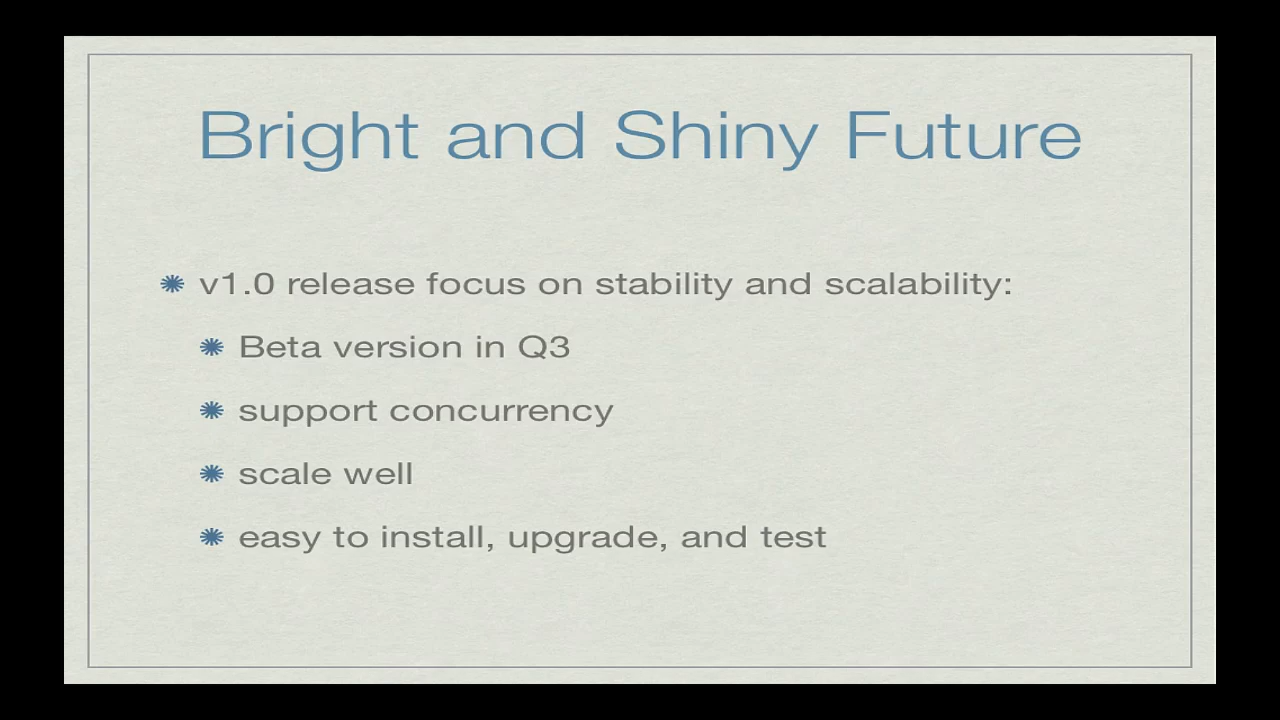 Bright and Shiny Future
v1.0 release focus on stability and scalability:
Beta version in Q3
support concurrency
scale well
easy to install, upgrade, and test